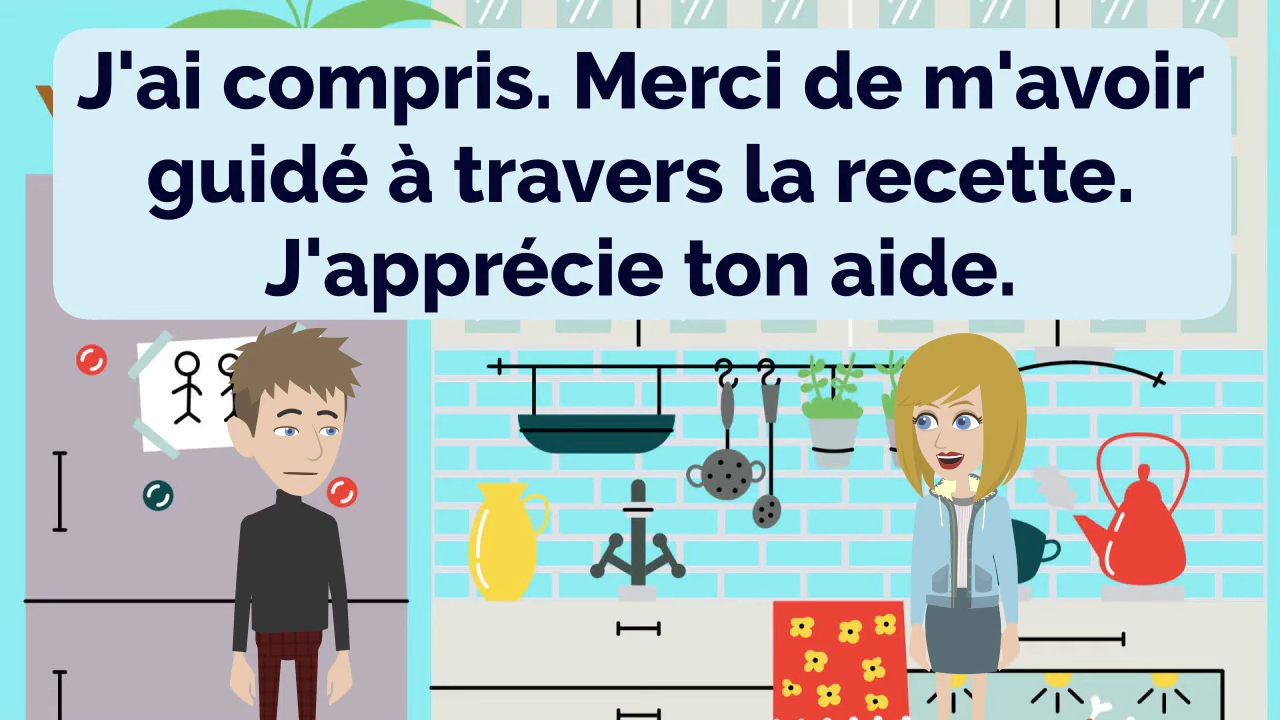 J'ai compris. Merci de m'avoir
guidé à travers la recette.
J'apprécie ton aide.